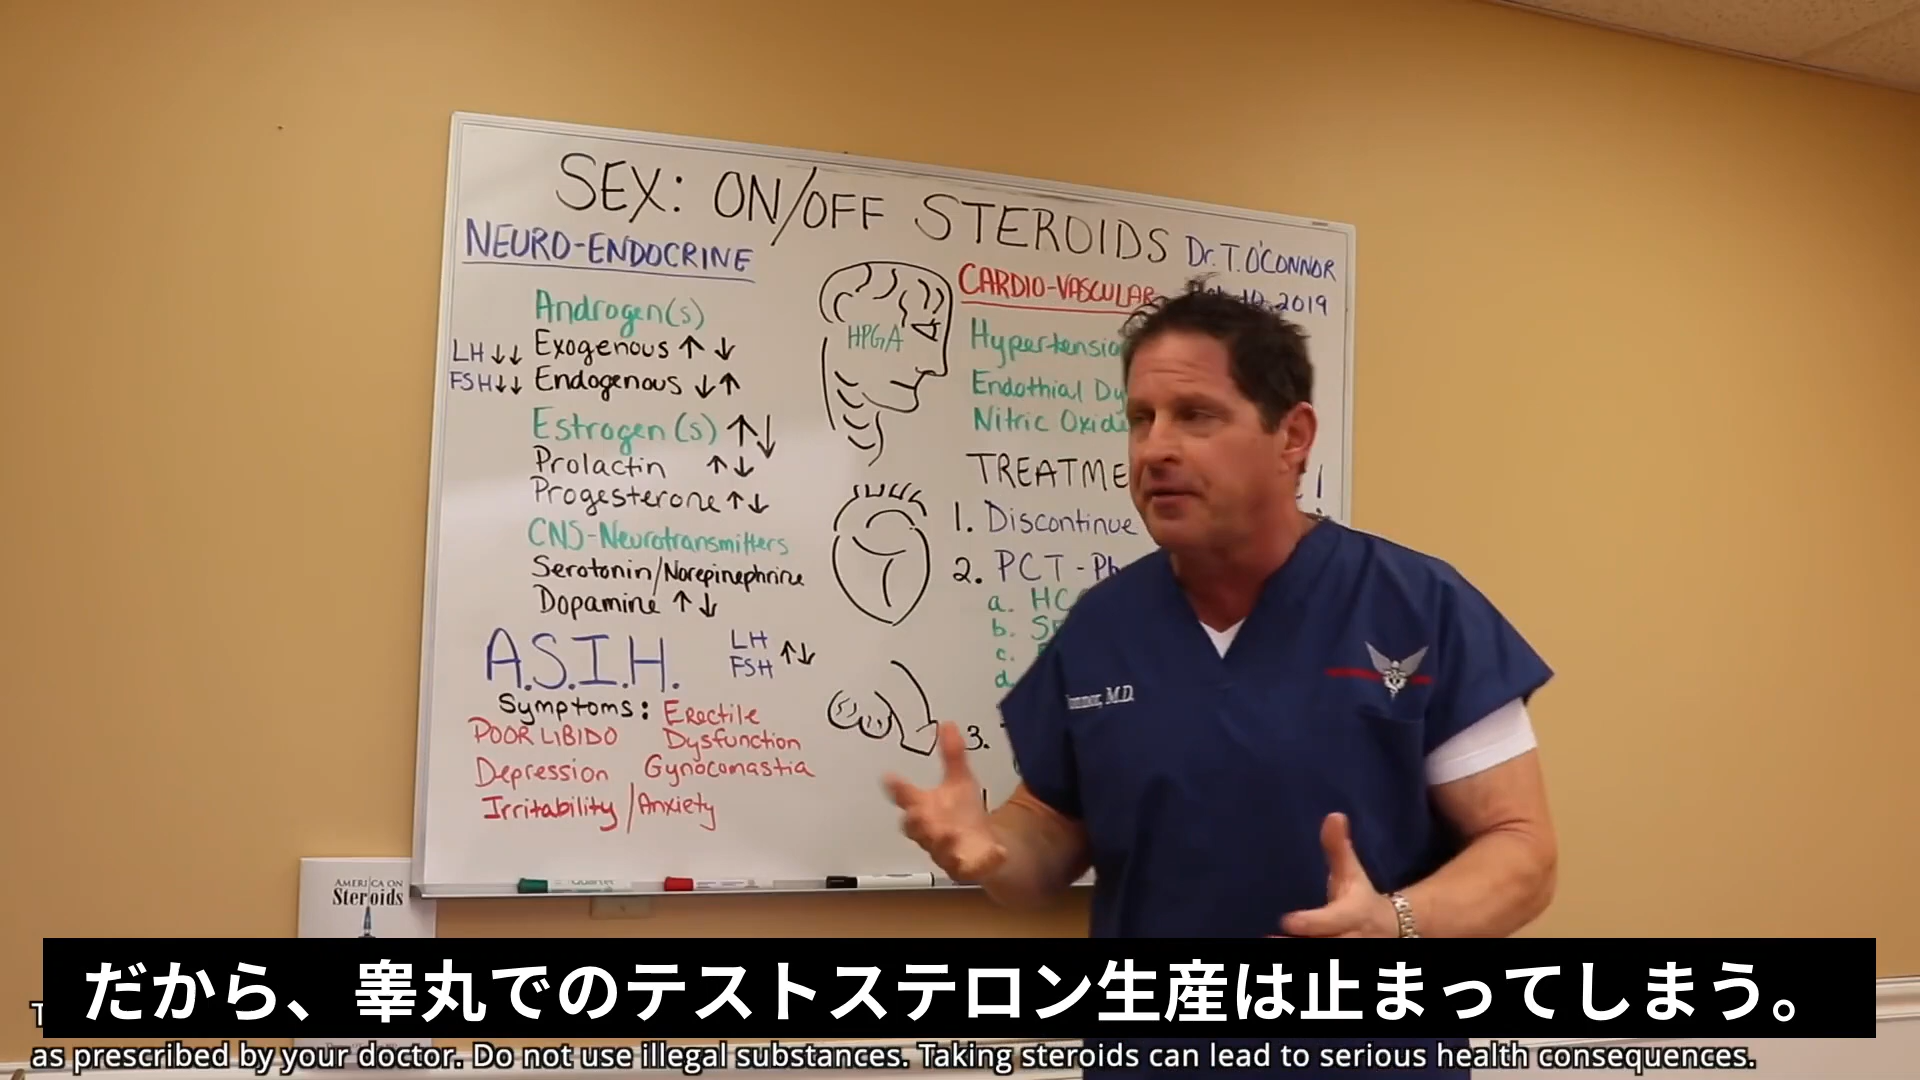 SEX: ON/OFF STEROIDS
Dr. T. O'CONNOR
2019
NEURO-ENDOCRINE
Androgen(s)
LH ↓↓ Exogenous ↑ ↓
FSH ↓↓ Endogenous ↓ ↑
Estrogen(s) ↑↓
Prolactin ↑↓
Progesterone ↑↓
CNS-Neurotransmitters
Serotonin/Norepinephrine
Dopamine ↑ ↓
A.S.I.H.
LH
FSH ↑↓
Symptoms: Erectile
POOR LIBIDO Dysfunction
Depression Gynocomastia
Irritability / Anxiety
HPGA
CARDIO-VASCULAR
Hypertensio
Endothial Dy
Nitric Oxide
TREATME
1. Discontinue
2. PCT - Ph
a. HC
b. SE
c.
d.
3.
onnor, M.D.
AMERICA ON
Steroids
だから、睾丸でのテストステロン生産は止まってしまう。
as prescribed by your doctor. Do not use illegal substances. Taking steroids can lead to serious health consequences.